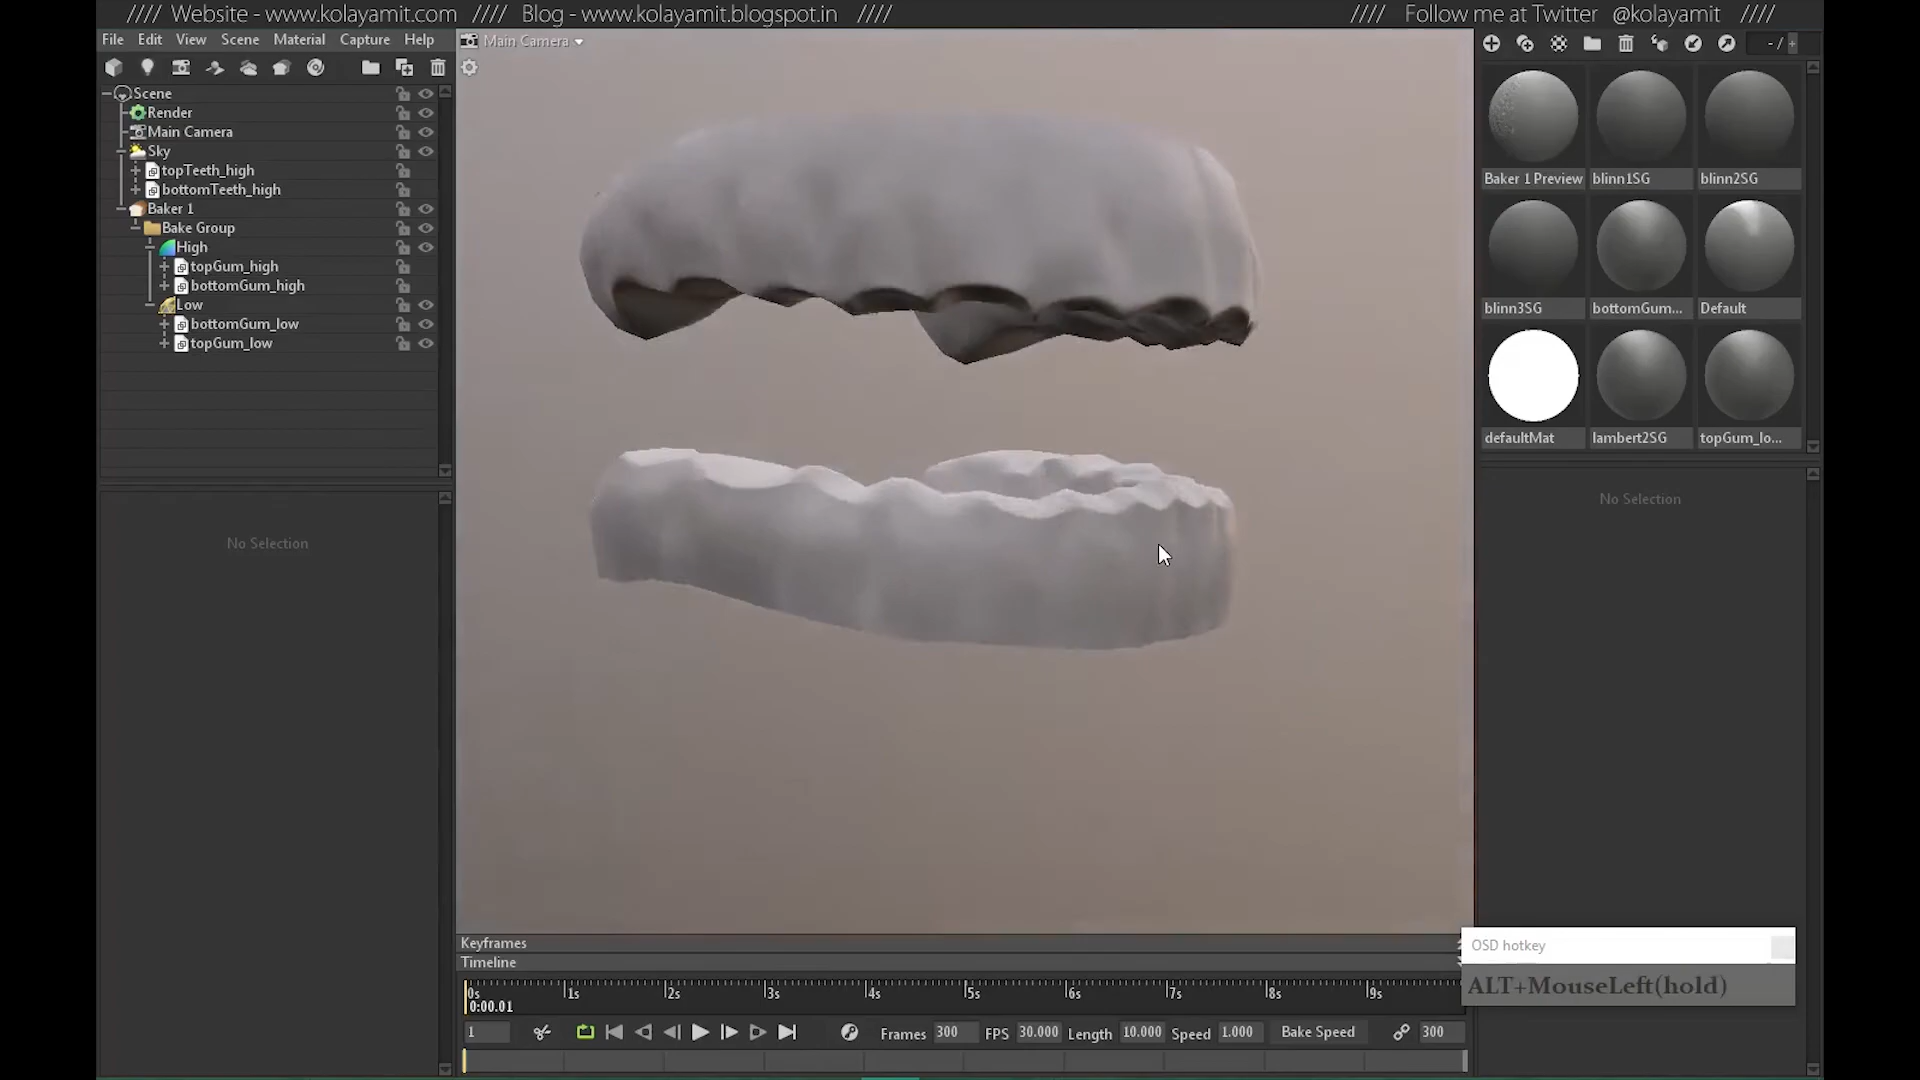 //// Website - www.kolayamit.com //// Blog - www.kolayamit.blogspot.in ////
//// Follow me at Twitter @kolayamit ////
File Edit View Scene Material Capture Help
Main Camera
- / +
Scene
Render
Main Camera
Sky
topTeeth_high
bottomTeeth_high
Baker 1
Bake Group
High
topGum_high
bottomGum_high
Low
bottomGum_low
topGum_low
No Selection
Baker 1 Preview blinn1SG blinn2SG
blinn3SG bottomGum... Default
defaultMat lambert2SG topGum_lo...
No Selection
Keyframes
Timeline
0s 1s 2s 3s 4s 5s 6s 7s 8s 9s
0:00.01
1 Frames 300 FPS 30.000 Length 10.000 Speed 1.000 Bake Speed 300
OSD hotkey
ALT+MouseLeft(hold)